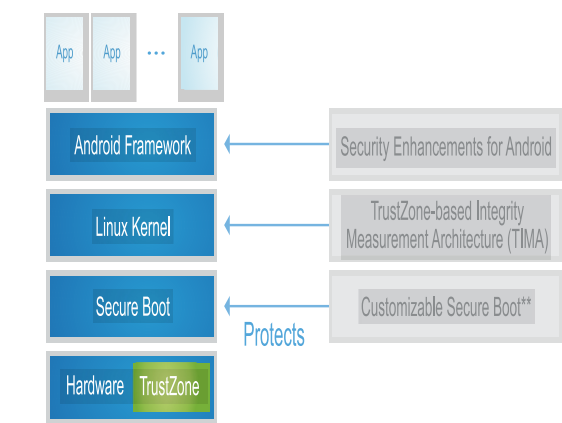 App App ... App
Android Framework
Security Enhancements for Android
Linux Kernel
TrustZone-based Integrity
Measurement Architecture (TIMA)
Secure Boot
Customizable Secure Boot**
Protects
Hardware TrustZone